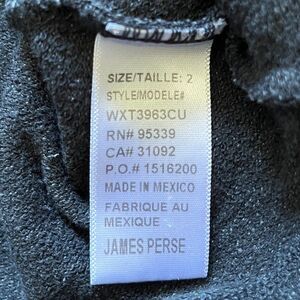 SIZE/TAILLE: 2
STYLE/MODELE#
WXT3963CU
RN# 95339
CA# 31092
P.O.# 1516200
MADE IN MEXICO
FABRIQUE AU
MEXIQUE
JAMES PERSE